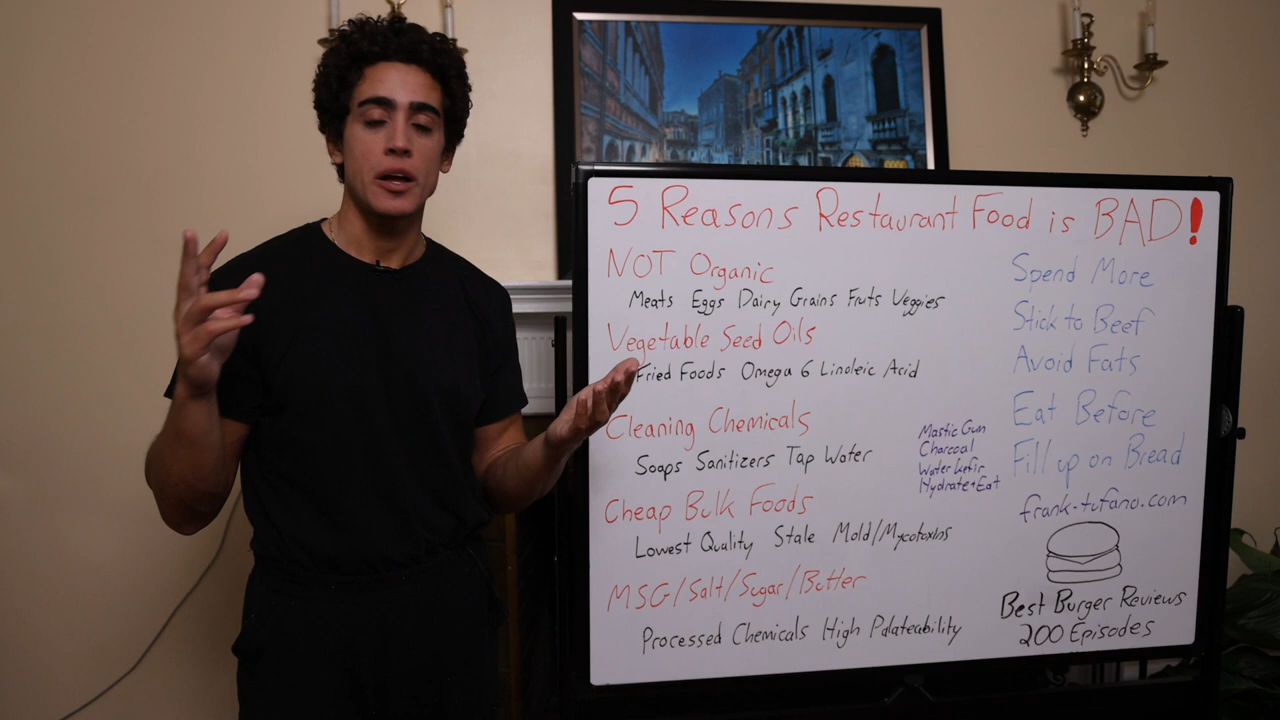 5 Reasons Restaurant Food is BAD!
NOT Organic
Meats Eggs Dairy Grains Fruts Veggies
Vegetable Seed Oils
Fried Foods Omega 6 Linoleic Acid
Cleaning Chemicals
Soaps Sanitizers Tap Water
Cheap Bulk Foods
Lowest Quality Stale Mold/Mycotoxins
MSG/Salt/Sugar/Butter
Processed Chemicals High Palateability
Mastic Gum
Charcoal
Water Kefir
Hydrate+Eat
Spend More
Stick to Beef
Avoid Fats
Eat Before
Fill up on Bread
frank-tufano.com
Best Burger Reviews
200 Episodes